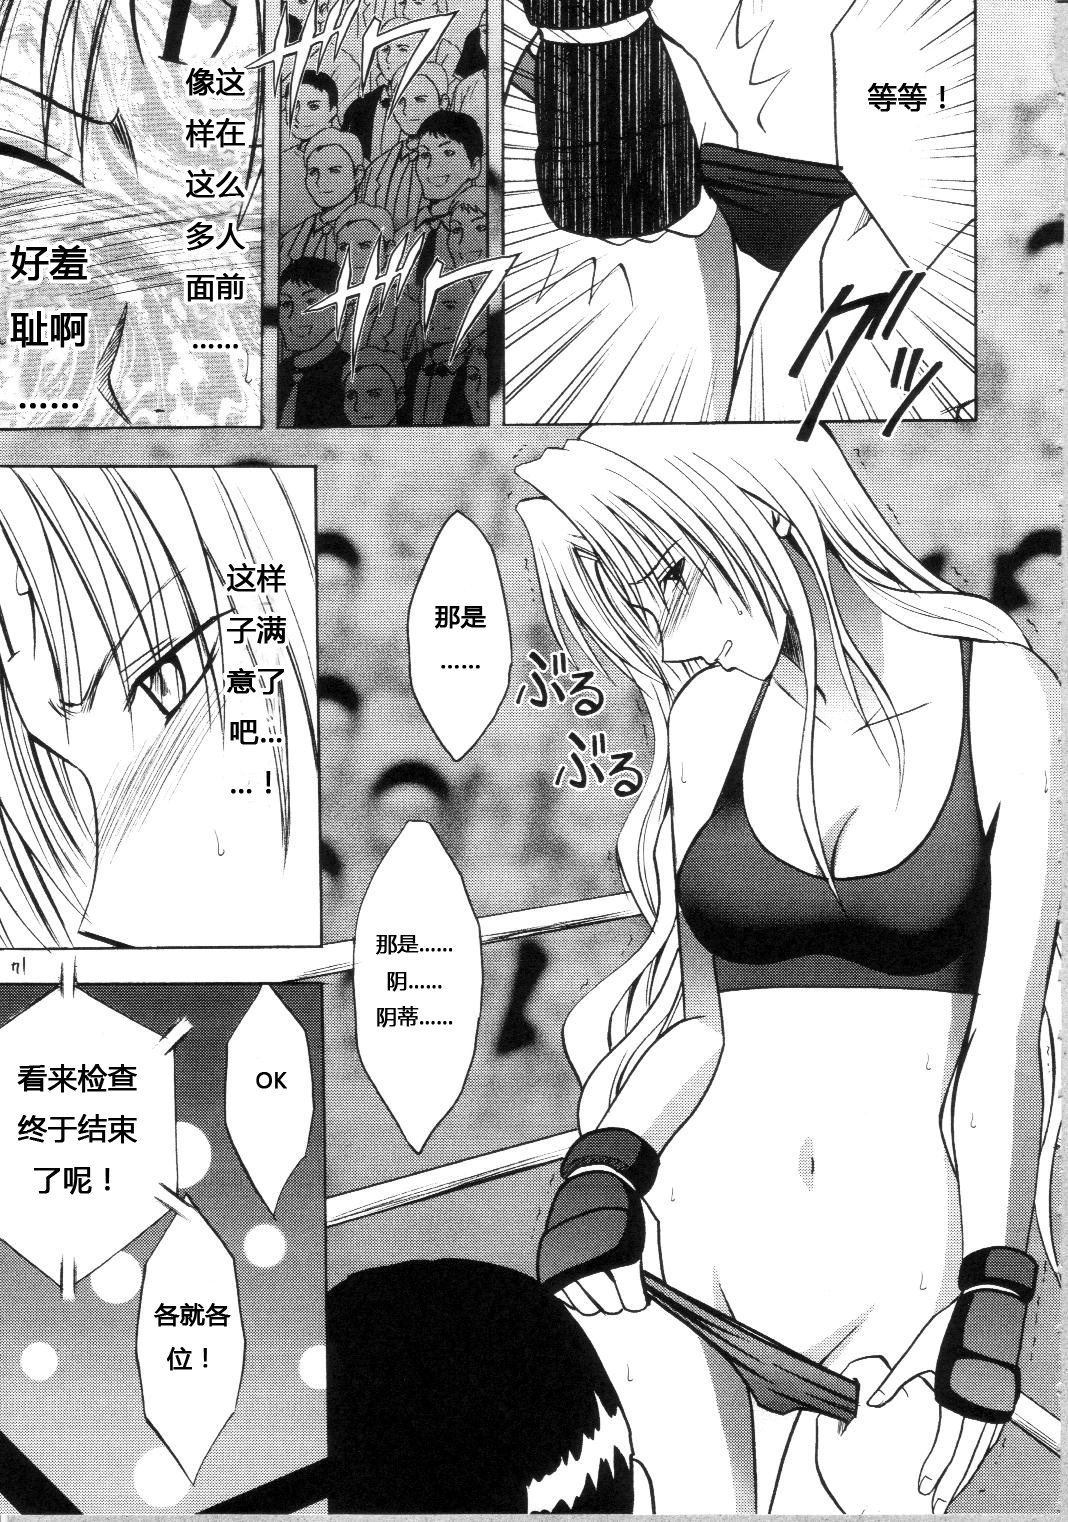 等等！
グッ
ザワ
ザワ
像这
样在
这么
多人
面前
……
好羞
耻啊
……
那是
……
ぶる
ぶる
那是……
阴……
阴蒂……
这样
子满
意了
吧…
…！
71
OK
看来检查
终于结束
了呢！
各就各
位！